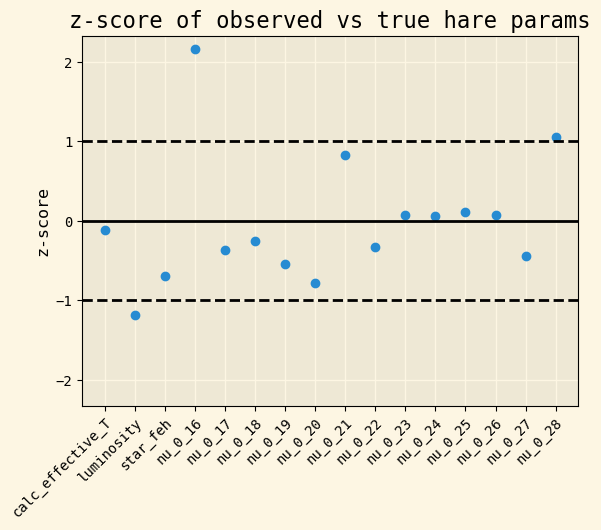 z-score of observed vs true hare params
z-score
2
1
0
−1
−2
calc_effective_T
luminosity
star_feh
nu_0_16
nu_0_17
nu_0_18
nu_0_19
nu_0_20
nu_0_21
nu_0_22
nu_0_23
nu_0_24
nu_0_25
nu_0_26
nu_0_27
nu_0_28